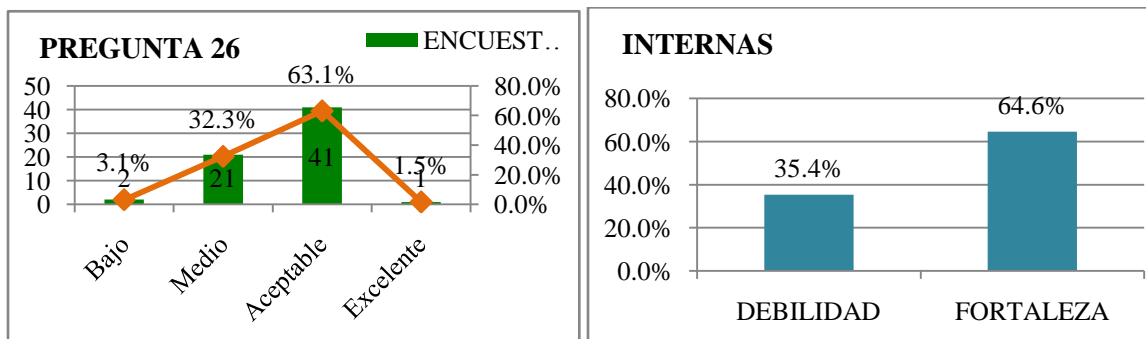 PREGUNTA 26
ENCUEST..
63.1%
50
80.0%
40
32.3%
60.0%
30
3.1%
41
1.5%
40.0%
20
2
21
1
20.0%
10
0
0.0%
Bajo
Medio
Aceptable
Excelente
INTERNAS
80.0%
64.6%
60.0%
35.4%
40.0%
20.0%
0.0%
DEBILIDAD
FORTALEZA